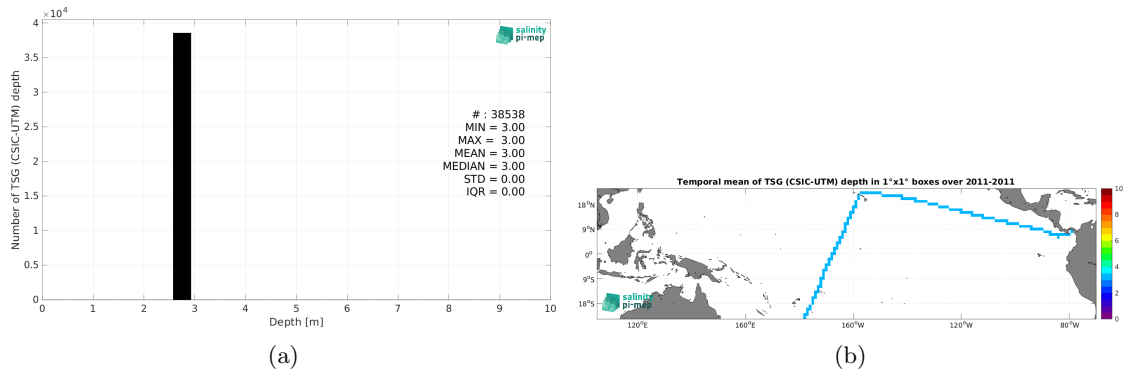 ×10⁴
4
3.5
3
2.5
2
1.5
1
0.5
0
Number of TSG (CSIC-UTM) depth
0 1 2 3 4 5 6 7 8 9 10
Depth [m]
salinity
pi-mep
# : 38538
MIN = 3.00
MAX = 3.00
MEAN = 3.00
MEDIAN = 3.00
STD = 0.00
IQR = 0.00
(a)
Temporal mean of TSG (CSIC-UTM) depth in 1°x1° boxes over 2011-2011
18°N
9°N
0°
9°S
18°S
120°E 160°E 160°W 120°W 80°W
salinity
pi-mep
10
8
6
4
2
0
(b)